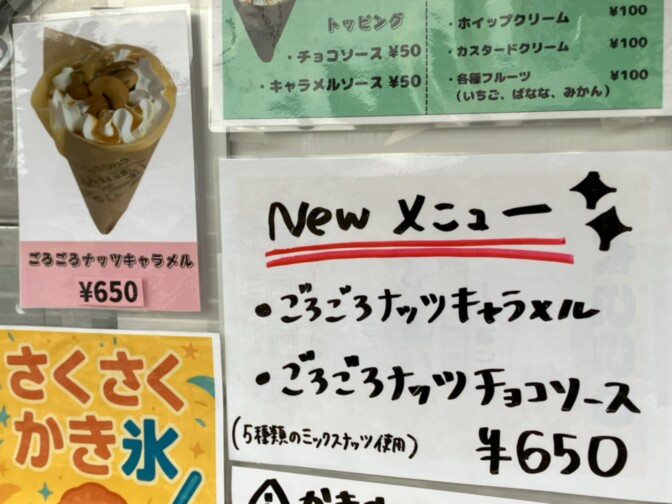 トッピング
・チョコソース ¥50
・キャラメルソース ¥50
・ホイップクリーム ¥100
・カスタードクリーム ¥100
・各種フルーツ ¥100
(いちご、ばなな、みかん)
ごろごろナッツキャラメル
¥650
New メニュー
・ごろごろナッツキャラメル
・ごろごろナッツチョコソース
(5種類のミックスナッツ使用) ¥650
さくさく
かき氷